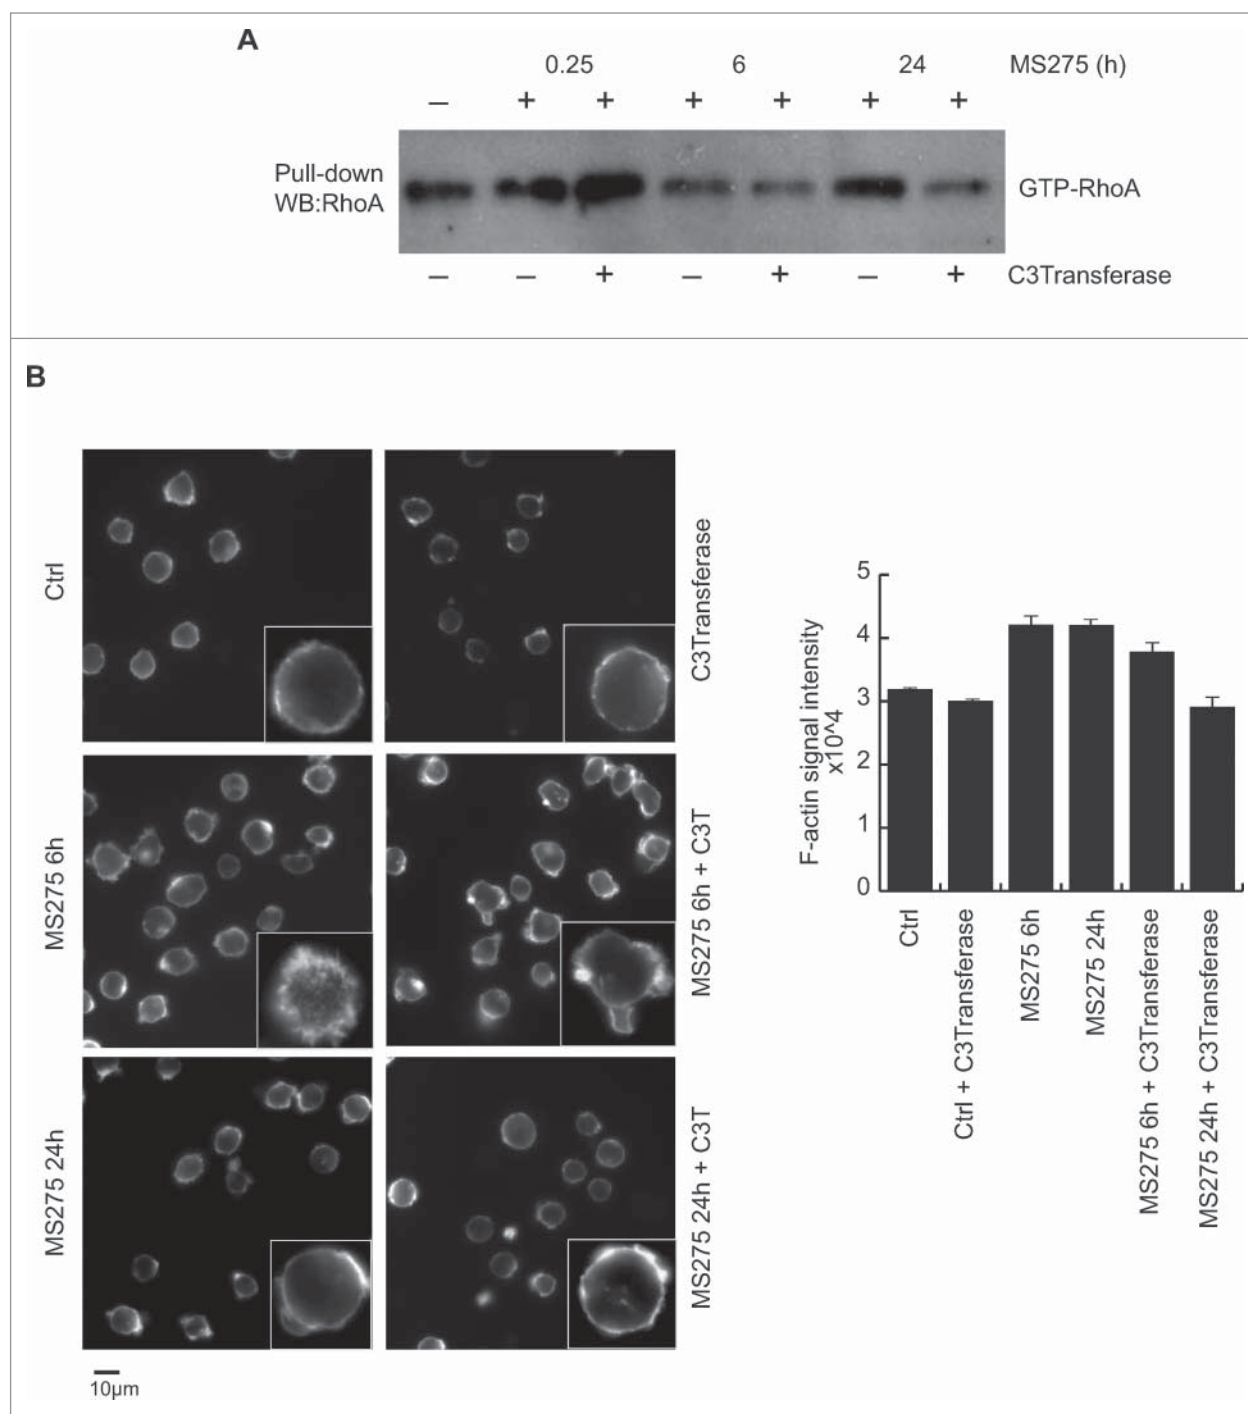 A
0.25 6 24 MS275 (h)
– + + + + + +
Pull-down
WB:RhoA
GTP-RhoA
– – + – + – + C3Transferase
B
Ctrl
C3Transferase
MS275 6h
MS275 6h + C3T
MS275 24h
MS275 24h + C3T
10µm
F-actin signal intensity
x10^4
5
4
3
2
1
0
Ctrl
Ctrl + C3Transferase
MS275 6h
MS275 24h
MS275 6h + C3Transferase
MS275 24h + C3Transferase